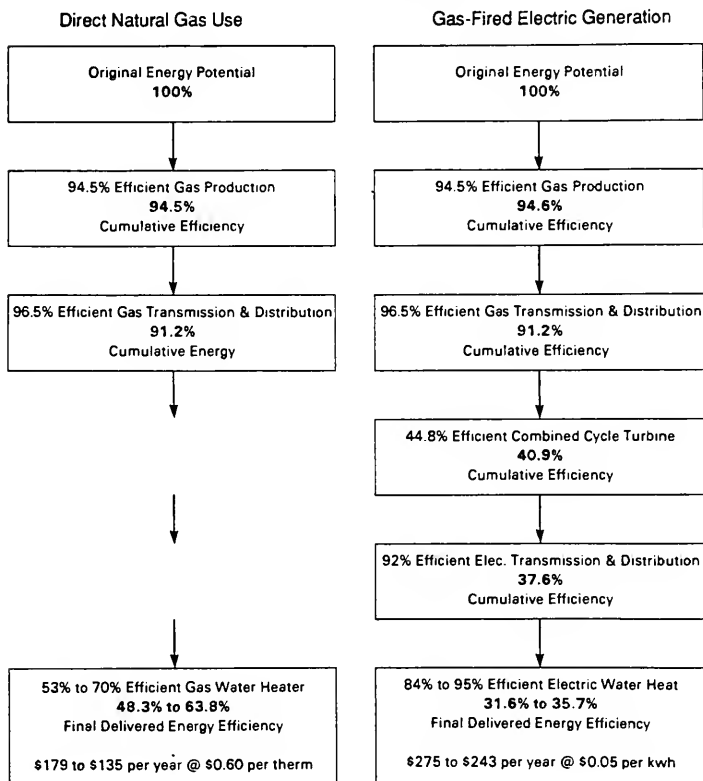 Direct Natural Gas Use
Original Energy Potential
100%
94.5% Efficient Gas Production
94.5%
Cumulative Efficiency
96.5% Efficient Gas Transmission & Distribution
91.2%
Cumulative Energy
53% to 70% Efficient Gas Water Heater
48.3% to 63.8%
Final Delivered Energy Efficiency
$179 to $135 per year @ $0.60 per therm
Gas-Fired Electric Generation
Original Energy Potential
100%
94.5% Efficient Gas Production
94.6%
Cumulative Efficiency
96.5% Efficient Gas Transmission & Distribution
91.2%
Cumulative Efficiency
44.8% Efficient Combined Cycle Turbine
40.9%
Cumulative Efficiency
92% Efficient Elec. Transmission & Distribution
37.6%
Cumulative Efficiency
84% to 95% Efficient Electric Water Heat
31.6% to 35.7%
Final Delivered Energy Efficiency
$275 to $243 per year @ $0.05 per kwh